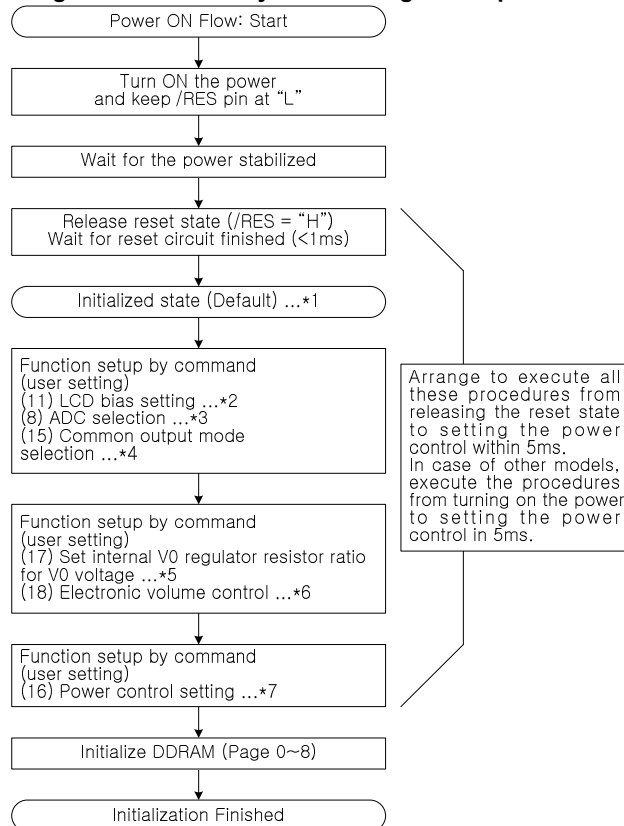 Power ON Flow: Start
Turn ON the power
and keep /RES pin at “L”
Wait for the power stabilized
Release reset state (/RES = “H”)
Wait for reset circuit finished (<1ms)
Initialized state (Default) ...*1
Function setup by command
(user setting)
(11) LCD bias setting ...*2
(8) ADC selection ...*3
(15) Common output mode
selection ...*4
Function setup by command
(user setting)
(17) Set internal V0 regulator resistor ratio
for V0 voltage ...*5
(18) Electronic volume control ...*6
Function setup by command
(user setting)
(16) Power control setting ...*7
Initialize DDRAM (Page 0~8)
Initialization Finished
Arrange to execute all
these procedures from
releasing the reset state
to setting the power
control within 5ms.
In case of other models,
execute the procedures
from turning on the power
to setting the power
control in 5ms.